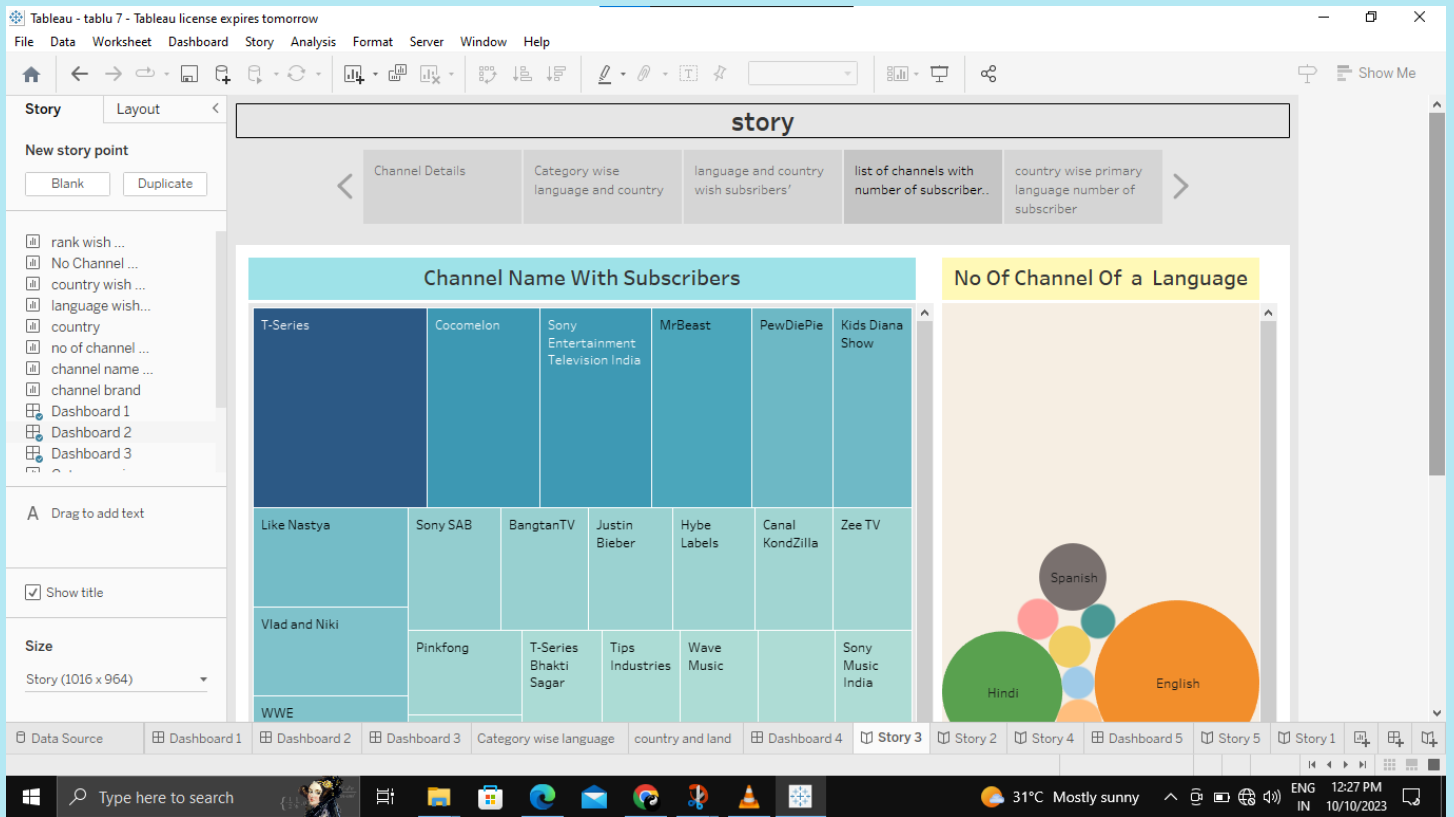 Tableau - tablu 7 - Tableau license expires tomorrow
File Data Worksheet Dashboard Story Analysis Format Server Window Help
Show Me
Story Layout
New story point
Blank Duplicate
rank wish ...
No Channel ...
country wish ...
language wish...
country
no of channel ...
channel name ...
channel brand
Dashboard 1
Dashboard 2
Dashboard 3
A Drag to add text
Show title
Size
Story (1016 x 964)
story
Channel Details
Category wise
language and country
language and country
wish subsribers'
list of channels with
number of subscriber..
country wise primary
language number of
subscriber
Channel Name With Subscribers
T-Series
Cocomelon
Sony
Entertainment
Television India
MrBeast
PewDiePie
Kids Diana
Show
Like Nastya
Sony SAB
BangtanTV
Justin
Bieber
Hybe
Labels
Canal
KondZilla
Zee TV
Vlad and Niki
Pinkfong
T-Series
Bhakti
Sagar
Tips
Industries
Wave
Music
Sony
Music
India
WWE
No Of Channel Of a Language
Spanish
Hindi
English
Data Source Dashboard 1 Dashboard 2 Dashboard 3 Category wise language country and land Dashboard 4 Story 3 Story 2 Story 4 Dashboard 5 Story 5 Story 1
Type here to search
31°C Mostly sunny
ENG
IN
12:27 PM
10/10/2023